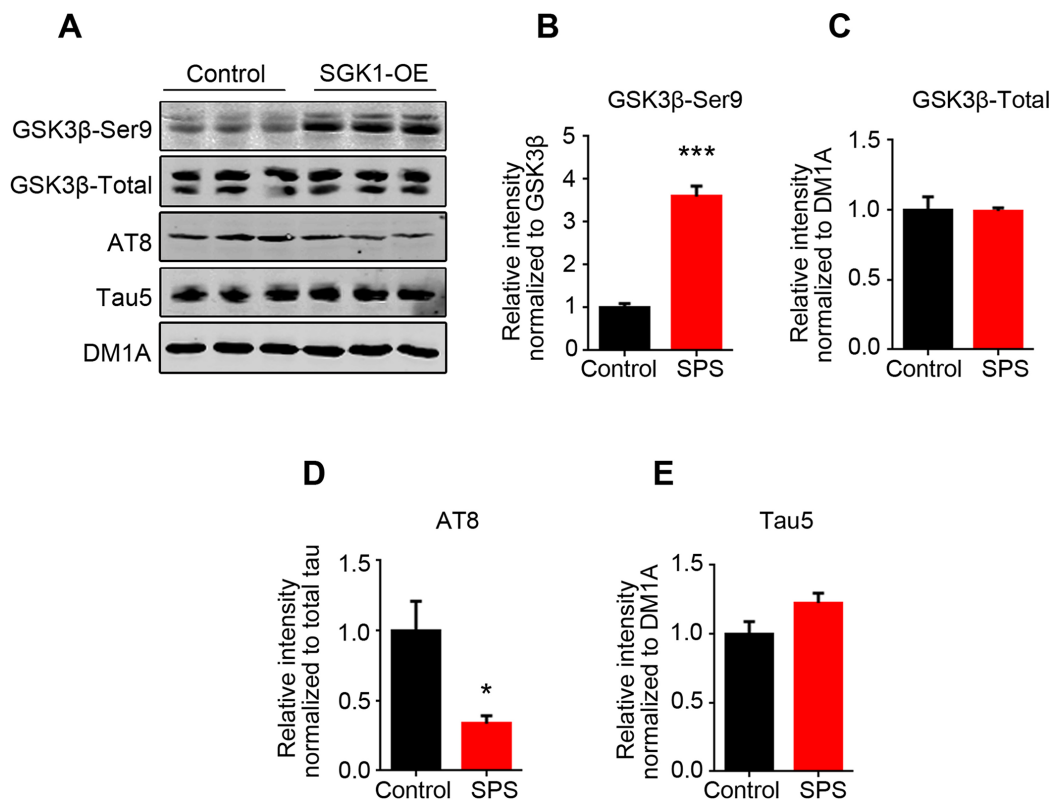 A
Control SGK1-OE
GSK3β-Ser9
GSK3β-Total
AT8
Tau5
DM1A
B
GSK3β-Ser9
Relative intensity
normalized to GSK3β
5
4
3
2
1
0
***
Control SPS
C
GSK3β-Total
Relative intensity
normalized to DM1A
1.5
1.0
0.5
0.0
Control SPS
D
AT8
Relative intensity
normalized to total tau
1.5
1.0
0.5
0.0
*
Control SPS
E
Tau5
Relative intensity
normalized to DM1A
1.5
1.0
0.5
0.0
Control SPS